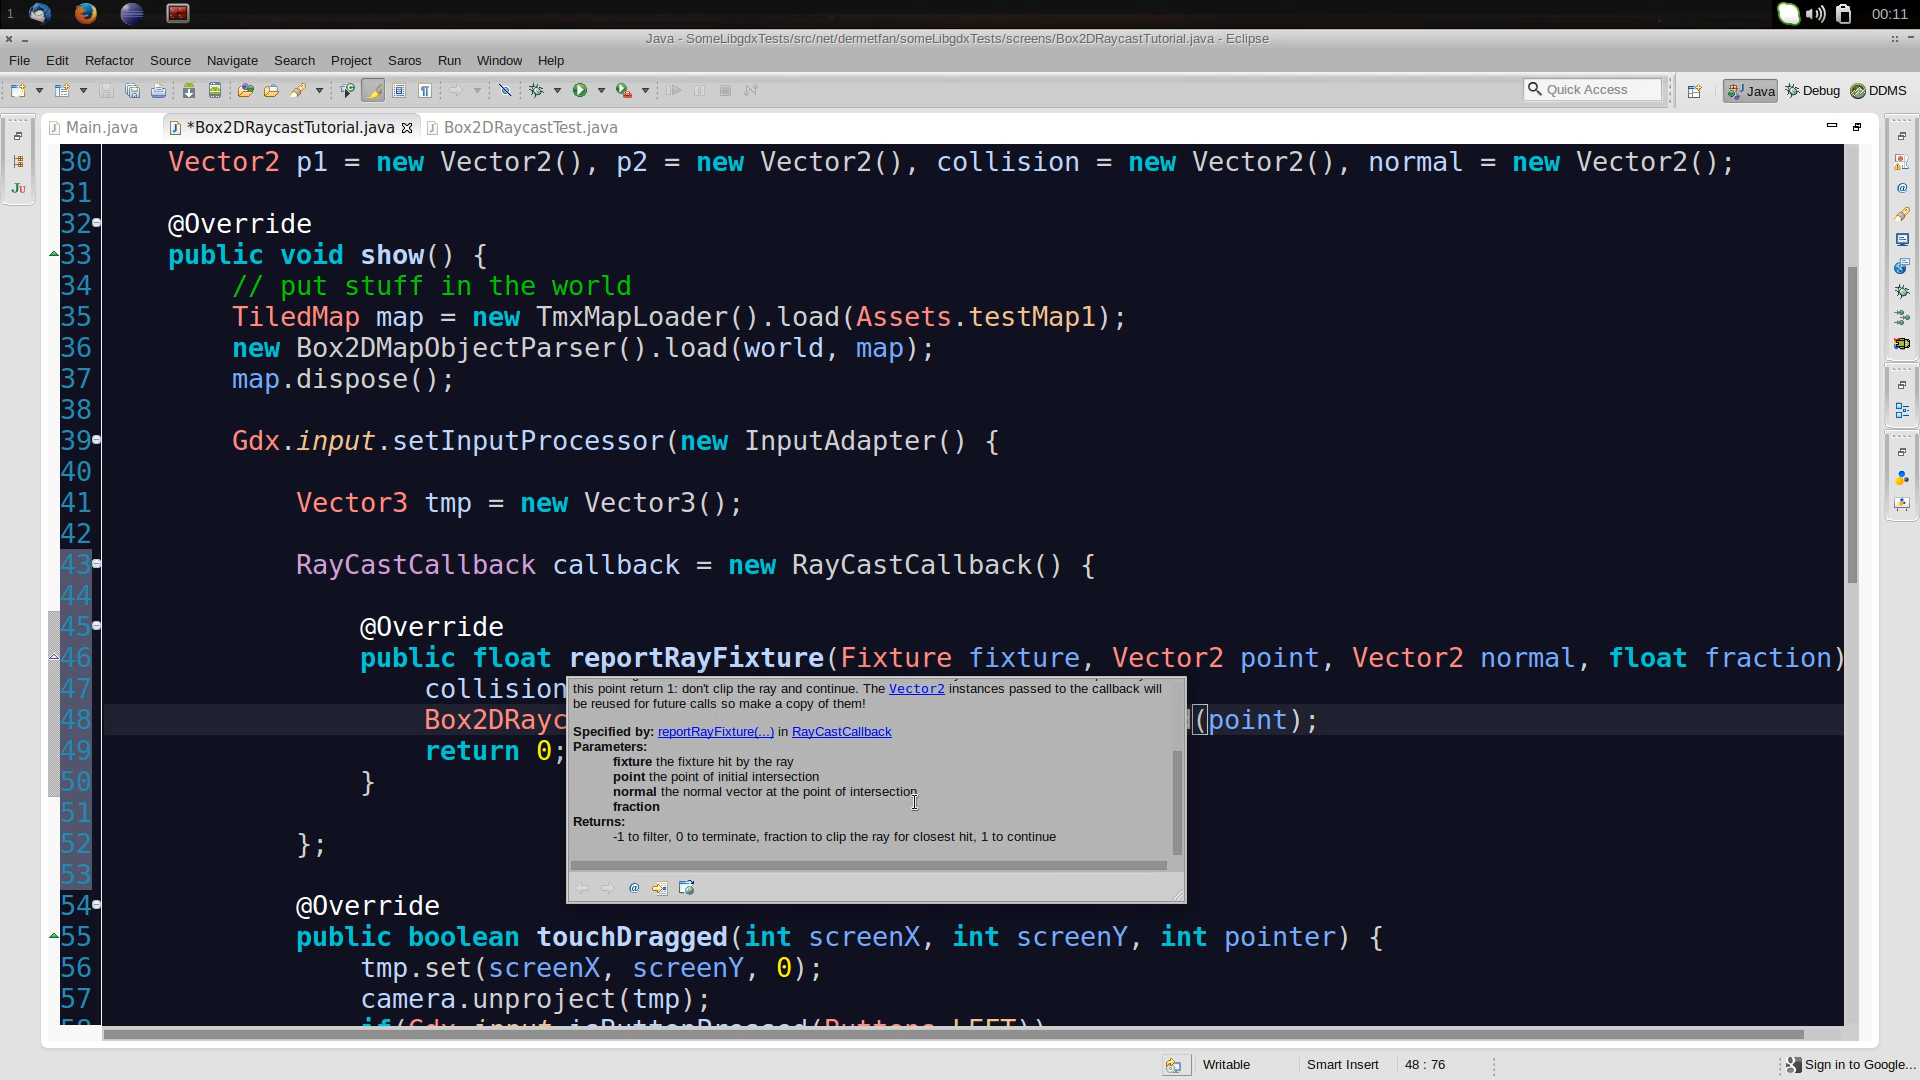 1
00:11
Java - SomeLibgdxTests/src/net/dermetfan/someLibgdxTests/screens/Box2DRaycastTutorial.java - Eclipse
File Edit Refactor Source Navigate Search Project Saros Run Window Help
Quick Access
Java Debug DDMS
Main.java *Box2DRaycastTutorial.java Box2DRaycastTest.java
30 Vector2 p1 = new Vector2(), p2 = new Vector2(), collision = new Vector2(), normal = new Vector2();
31
32 @Override
33 public void show() {
34 // put stuff in the world
35 TiledMap map = new TmxMapLoader().load(Assets.testMap1);
36 new Box2DMapObjectParser().load(world, map);
37 map.dispose();
38
39 Gdx.input.setInputProcessor(new InputAdapter() {
40
41 Vector3 tmp = new Vector3();
42
43 RayCastCallback callback = new RayCastCallback() {
44
45 @Override
46 public float reportRayFixture(Fixture fixture, Vector2 point, Vector2 normal, float fraction)
47 collision
this point return 1: don't clip the ray and continue. The Vector2 instances passed to the callback will
be reused for future calls so make a copy of them!
48 Box2DRayc (point);
Specified by: reportRayFixture(...) in RayCastCallback
Parameters:
49 return 0;
fixture the fixture hit by the ray
point the point of initial intersection
50 }
normal the normal vector at the point of intersection
fraction
51
Returns:
-1 to filter, 0 to terminate, fraction to clip the ray for closest hit, 1 to continue
52 };
53
54 @Override
55 public boolean touchDragged(int screenX, int screenY, int pointer) {
56 tmp.set(screenX, screenY, 0);
57 camera.unproject(tmp);
Writable Smart Insert 48 : 76 Sign in to Google...